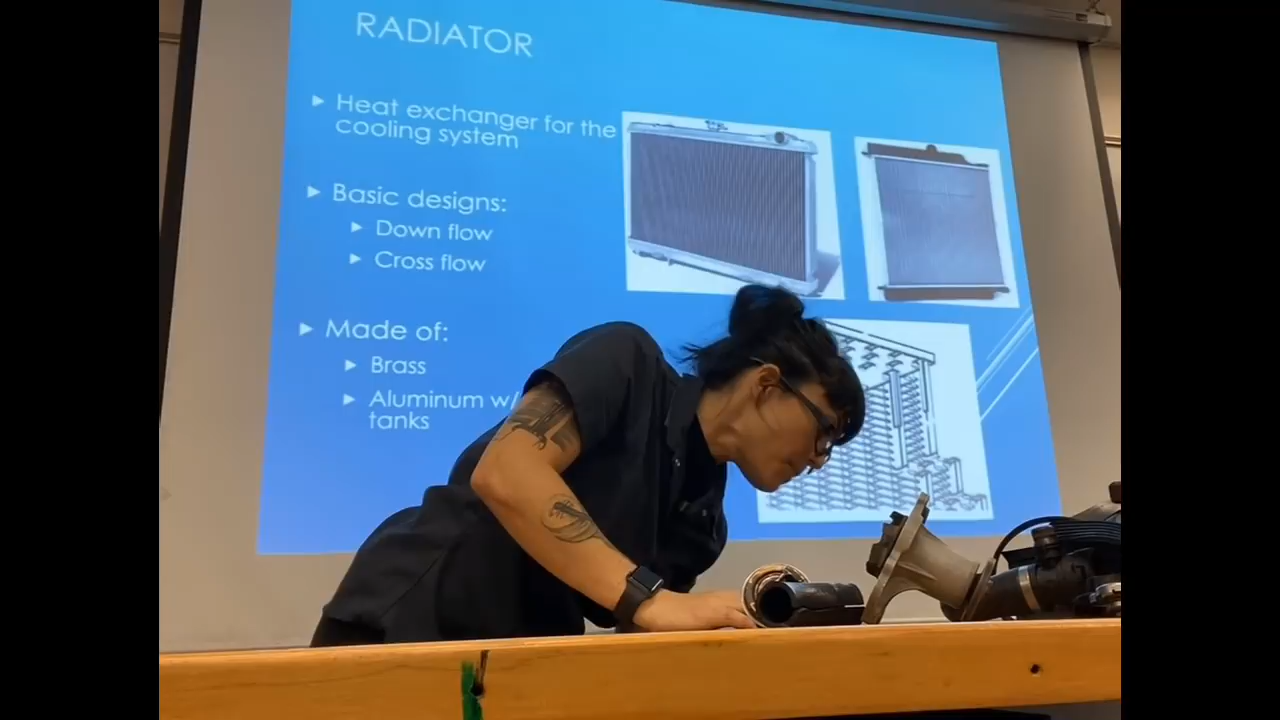 RADIATOR
Heat exchanger for the
cooling system
Basic designs:
Down flow
Cross flow
Made of:
Brass
Aluminum w/
tanks